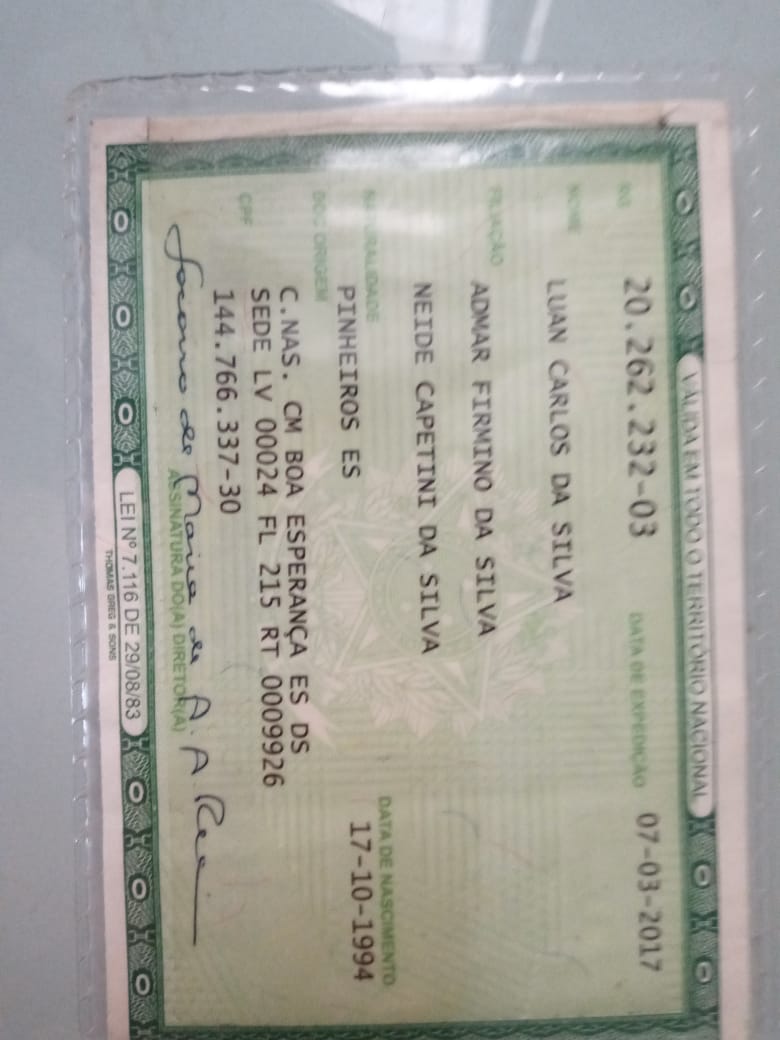 VÁLIDA EM TODO O TERRITÓRIO NACIONAL
RG 20.262.232-03 DATA DE EXPEDIÇÃO 07-03-2017
NOME LUAN CARLOS DA SILVA
FILIAÇÃO ADMAR FIRMINO DA SILVA
NEIDE CAPETINI DA SILVA
NATURALIDADE PINHEIROS ES DATA DE NASCIMENTO 17-10-1994
DOC ORIGEM C.NAS. CM BOA ESPERANÇA ES DS
SEDE LV 00024 FL 215 RT 0009926
CPF 144.766.337-30
Socorro de Maria de A. A.
ASSINATURA DO(A) DIRETOR(A)
LEI Nº 7.116 DE 29/08/83
THOMAS GREG & SONS